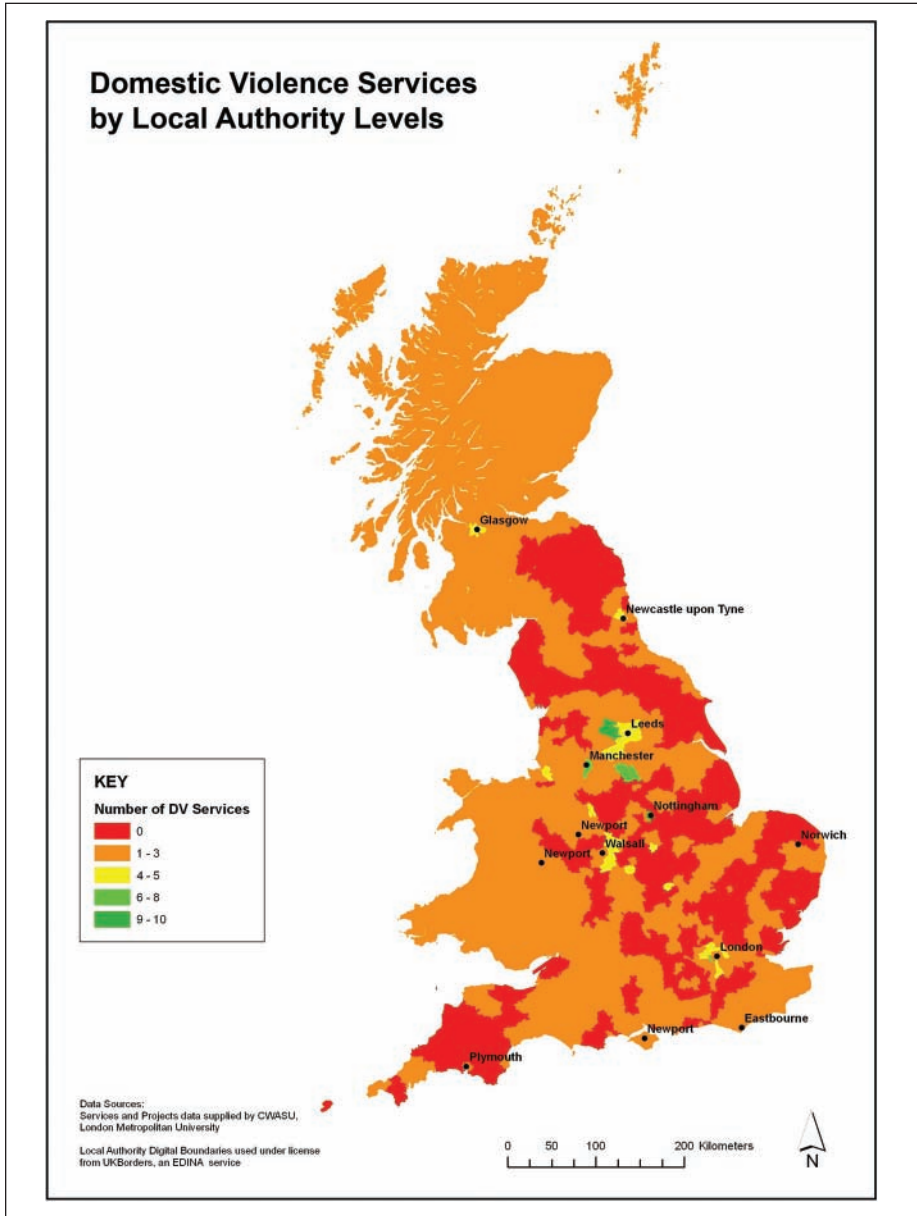 Domestic Violence Services
by Local Authority Levels
Glasgow
Newcastle upon Tyne
Leeds
Manchester
Nottingham
Newport
Norwich
Walsall
Newport
London
Eastbourne
Newport
Plymouth
KEY
Number of DV Services
0
1 - 3
4 - 5
6 - 8
9 - 10
Data Sources:
Services and Projects data supplied by CWASU,
London Metropolitan University
Local Authority Digital Boundaries used under license
from UKBorders, an EDINA service
0 50 100 200 Kilometers
N